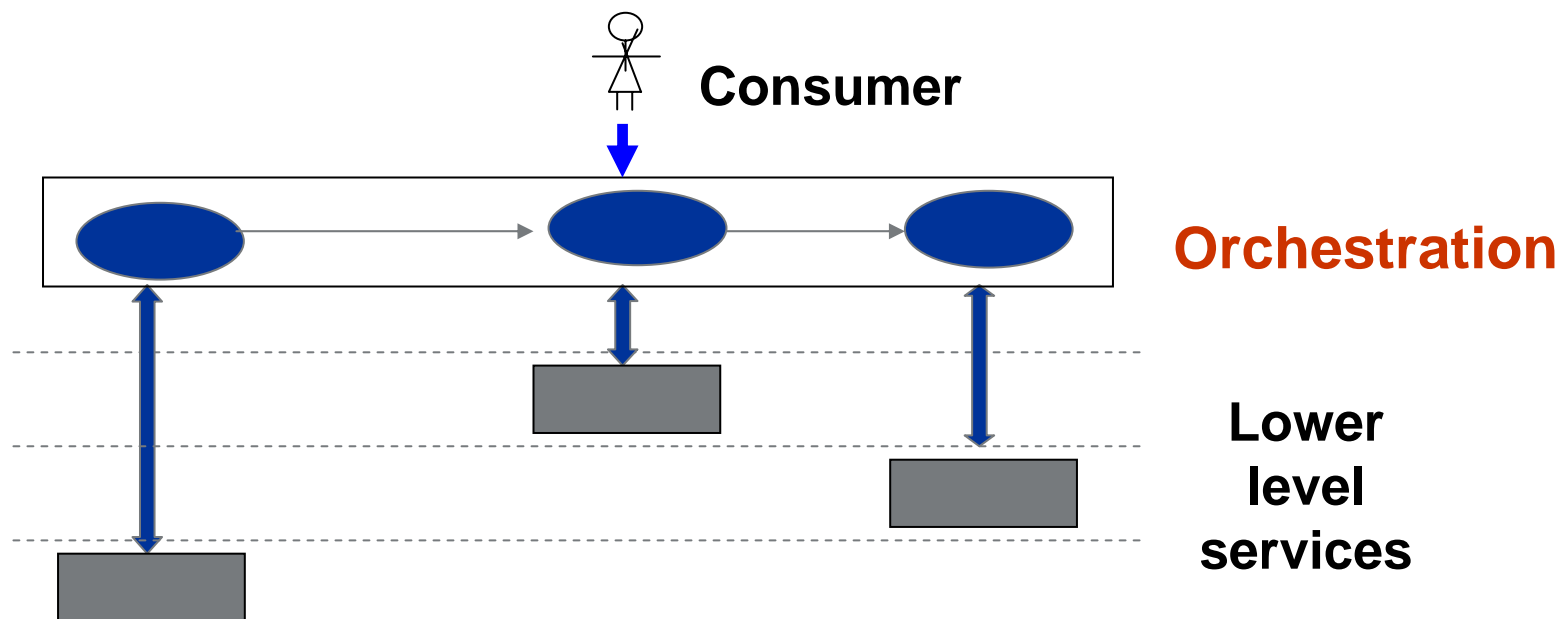 Consumer
Orchestration
Lower
level
services